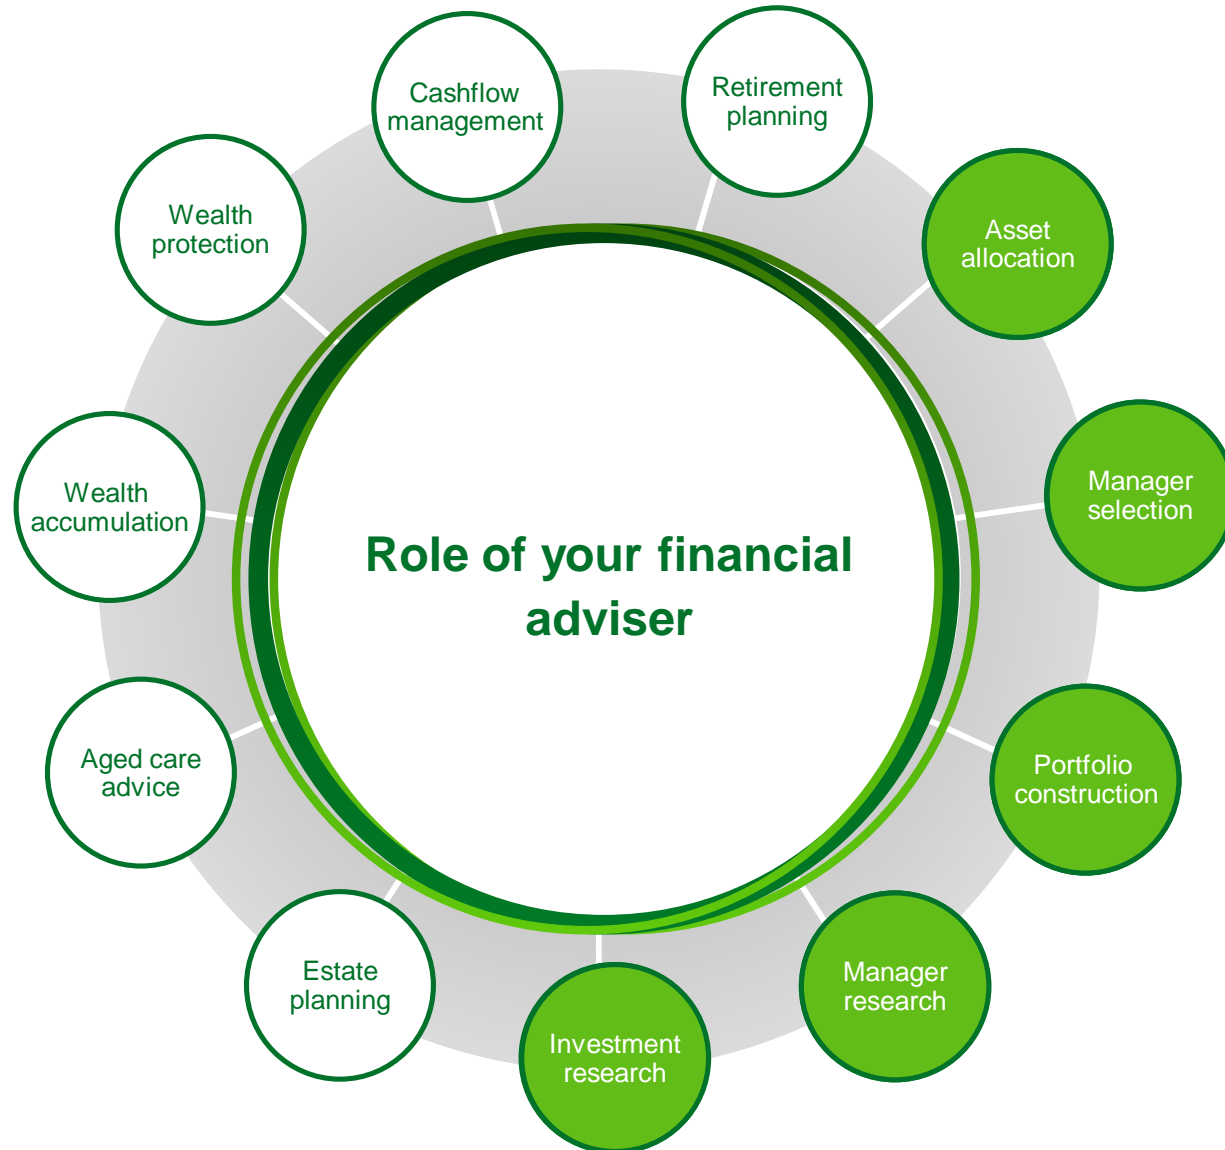 Cashflow
management
Retirement
planning
Asset
allocation
Manager
selection
Portfolio
construction
Manager
research
Investment
research
Estate
planning
Aged care
advice
Wealth
accumulation
Wealth
protection
Role of your financial
adviser